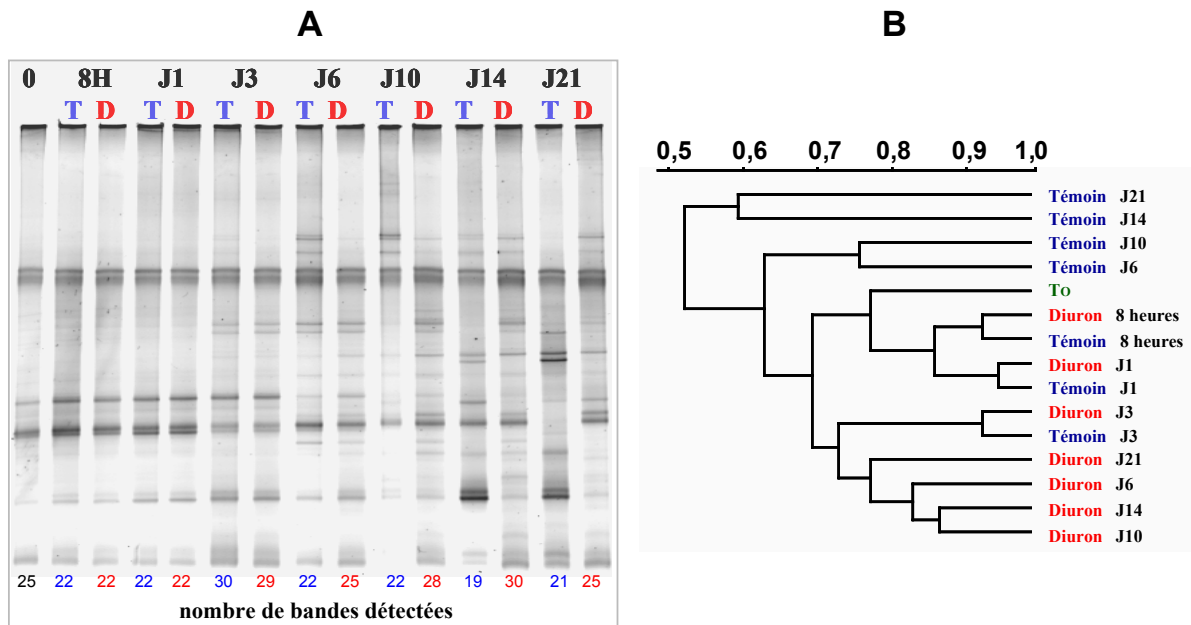 A
0 8H J1 J3 J6 J10 J14 J21
T D T D T D T D T D T D T D
25 22 22 22 22 30 29 22 25 22 28 19 30 21 25
nombre de bandes détectées
B
0,5 0,6 0,7 0,8 0,9 1,0
Témoin J21
Témoin J14
Témoin J10
Témoin J6
To
Diuron 8 heures
Témoin 8 heures
Diuron J1
Témoin J1
Diuron J3
Témoin J3
Diuron J21
Diuron J6
Diuron J14
Diuron J10